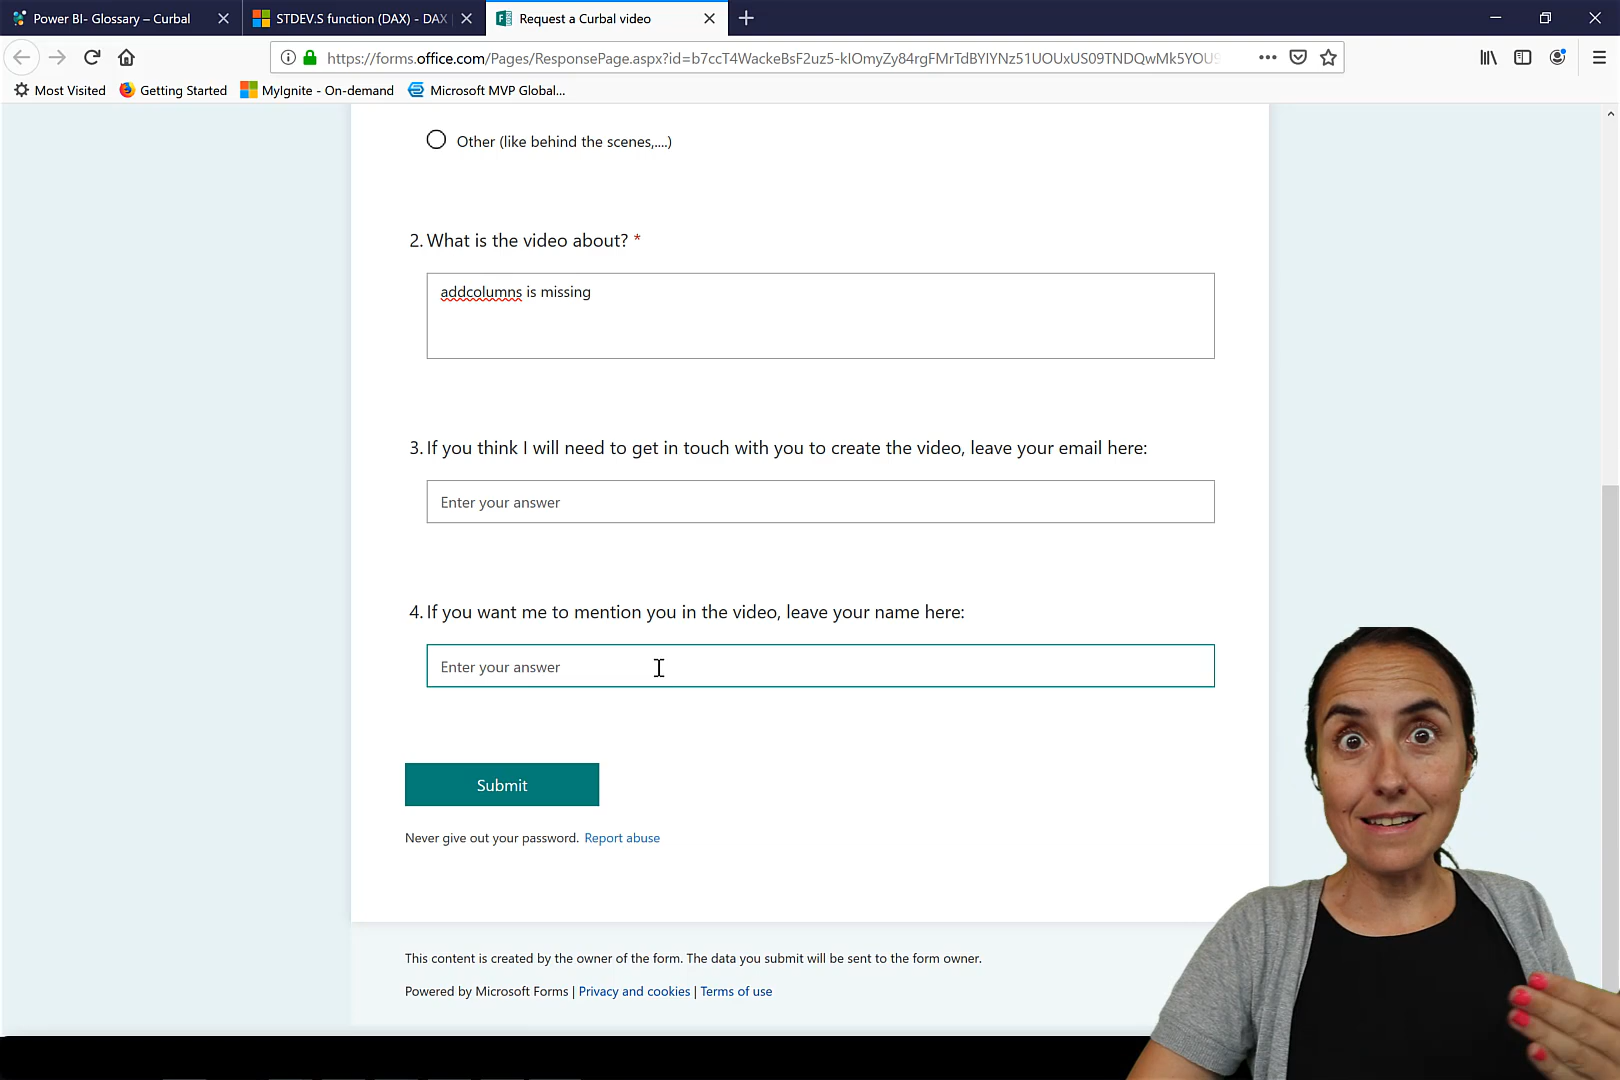 Power BI- Glossary – Curbal
STDEV.S function (DAX) - DAX
Request a Curbal video
https://forms.office.com/Pages/ResponsePage.aspx?id=b7ccT4WackeBsF2uz5-kIOmyZy84rgFMrTdBYlYNz51UOUxUS09TNDQwMk5YOU9
Most Visited
Getting Started
MyIgnite - On-demand
Microsoft MVP Global...
Other (like behind the scenes,....)
2. What is the video about? *
addcolumns is missing
3. If you think I will need to get in touch with you to create the video, leave your email here:
Enter your answer
4. If you want me to mention you in the video, leave your name here:
Enter your answer
Submit
Never give out your password. Report abuse
This content is created by the owner of the form. The data you submit will be sent to the form owner.
Powered by Microsoft Forms | Privacy and cookies | Terms of use